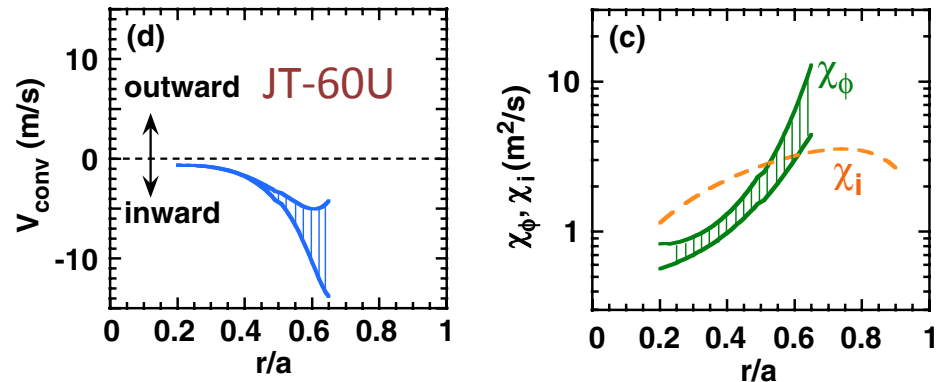 (d)
JT-60U
outward
inward
V_conv (m/s)
10
0
-10
0
0.2
0.4
0.6
0.8
1
r/a
(c)
χ_ϕ
χ_i
χ_ϕ, χ_i (m²/s)
10
1
0
0.2
0.4
0.6
0.8
1
r/a